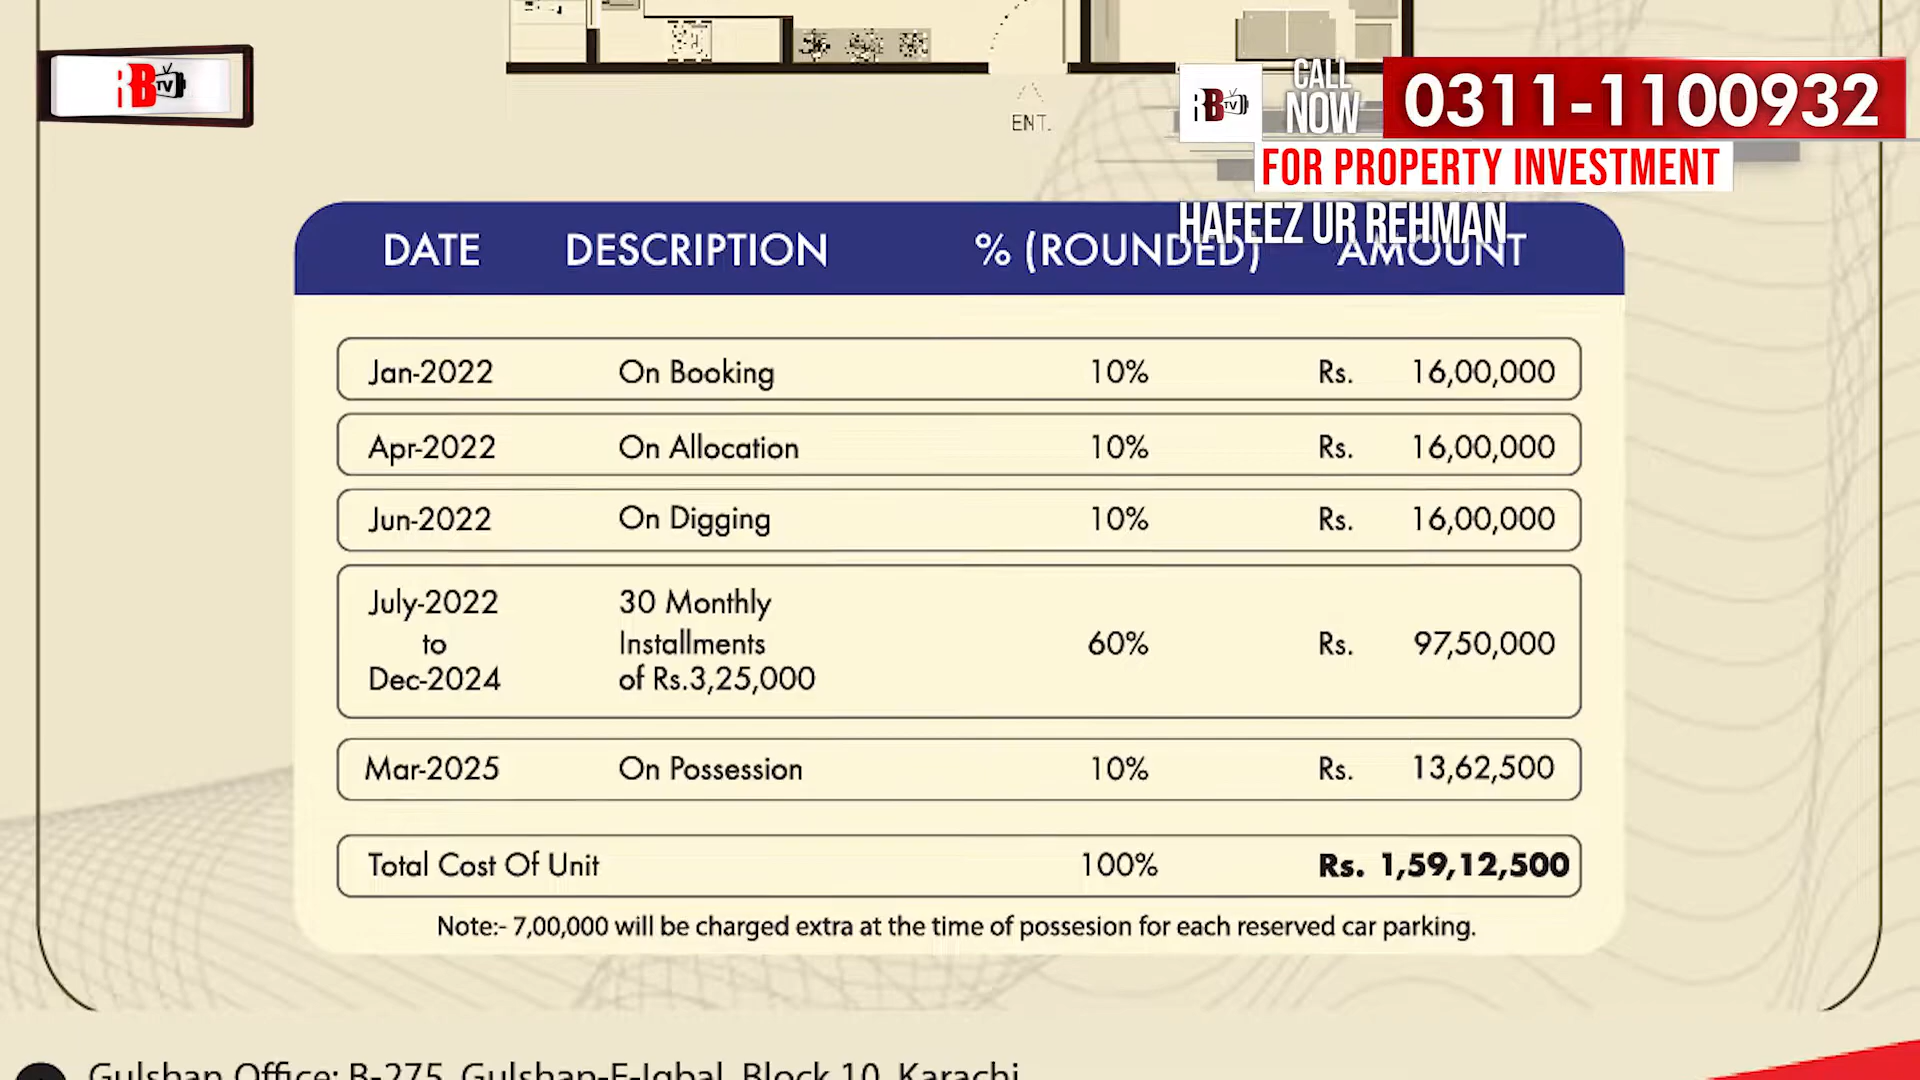 RB TV
ENT.
RB TV
CALL NOW
0311-1100932
FOR PROPERTY INVESTMENT
HAFEEZ UR REHMAN
DATE DESCRIPTION % (ROUNDED) AMOUNT
Jan-2022 On Booking 10% Rs. 16,00,000
Apr-2022 On Allocation 10% Rs. 16,00,000
Jun-2022 On Digging 10% Rs. 16,00,000
July-2022 30 Monthly
to Installments 60% Rs. 97,50,000
Dec-2024 of Rs.3,25,000
Mar-2025 On Possession 10% Rs. 13,62,500
Total Cost Of Unit 100% Rs. 1,59,12,500
Note:- 7,00,000 will be charged extra at the time of possesion for each reserved car parking.
Gulshan Office: B-275, Gulshan-E-Iqbal, Block 10, Karachi